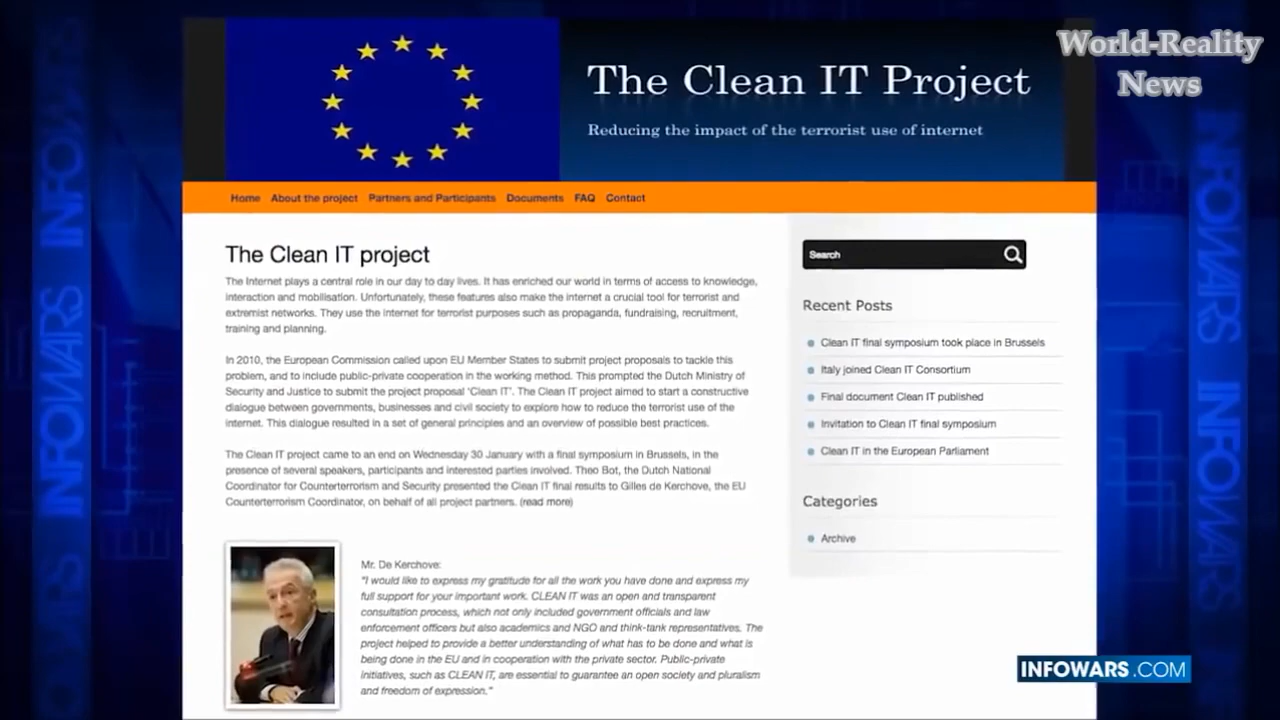 World-Reality
News
The Clean IT Project
Reducing the impact of the terrorist use of internet
Home About the project Partners and Participants Documents FAQ Contact
The Clean IT project
The Internet plays a central role in our day to day lives. It has enriched our world in terms of access to knowledge,
interaction and mobilisation. Unfortunately, these features also make the internet a crucial tool for terrorist and
extremist networks. They use the internet for terrorist purposes such as propaganda, fundraising, recruitment,
training and planning.
In 2010, the European Commission called upon EU Member States to submit project proposals to tackle this
problem, and to include public-private cooperation in the working method. This prompted the Dutch Ministry of
Security and Justice to submit the project proposal 'Clean IT'. The Clean IT project aimed to start a constructive
dialogue between governments, businesses and civil society to explore how to reduce the terrorist use of the
internet. This dialogue resulted in a set of general principles and an overview of possible best practices.
The Clean IT project came to an end on Wednesday 30 January with a final symposium in Brussels, in the
presence of several speakers, participants and interested parties involved. Theo Bot, the Dutch National
Coordinator for Counterterrorism and Security presented the Clean IT final results to Gilles de Kerchove, the EU
Counterterrorism Coordinator, on behalf of all project partners. (read more)
Mr. De Kerchove:
"I would like to express my gratitude for all the work you have done and express my
full support for your important work. CLEAN IT was an open and transparent
consultation process, which not only included government officials and law
enforcement officers but also academics and NGO and think-tank representatives. The
project helped to provide a better understanding of what has to be done and what is
being done in the EU and in cooperation with the private sector. Public-private
initiatives, such as CLEAN IT, are essential to guarantee an open society and pluralism
and freedom of expression."
Search
Recent Posts
Clean IT final symposium took place in Brussels
Italy joined Clean IT Consortium
Final document Clean IT published
Invitation to Clean IT final symposium
Clean IT in the European Parliament
Categories
Archive
INFOWARS.COM
INFOWARS
INFOWARS
INFOWARS
INFOWARS